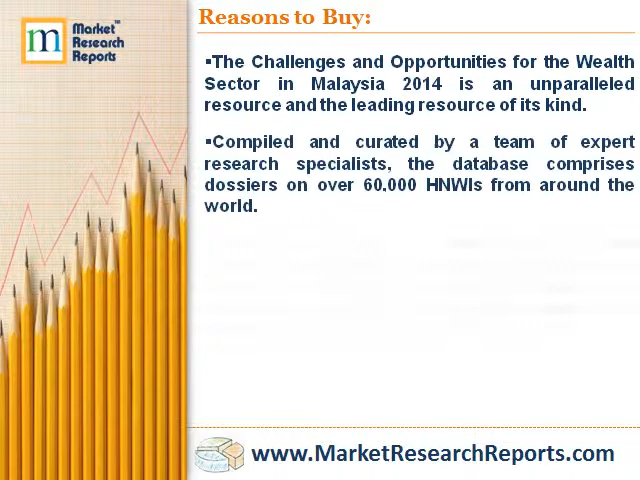 Market™
Research
Reports
m
Reasons to Buy:
▪The Challenges and Opportunities for the Wealth
Sector in Malaysia 2014 is an unparalleled
resource and the leading resource of its kind.
▪Compiled and curated by a team of expert
research specialists, the database comprises
dossiers on over 60,000 HNWIs from around the
world.
www.MarketResearchReports.com